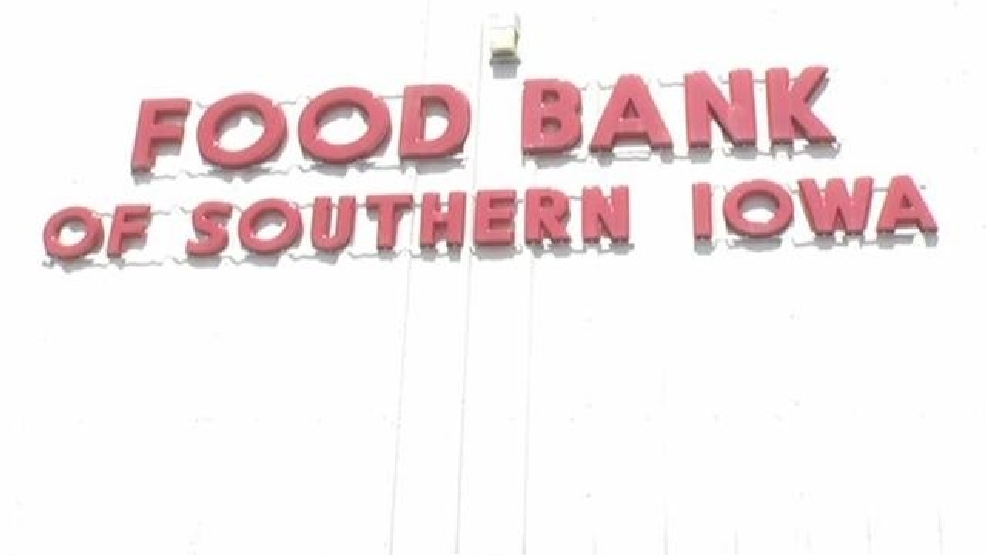 FOOD BANK
OF SOUTHERN IOWA